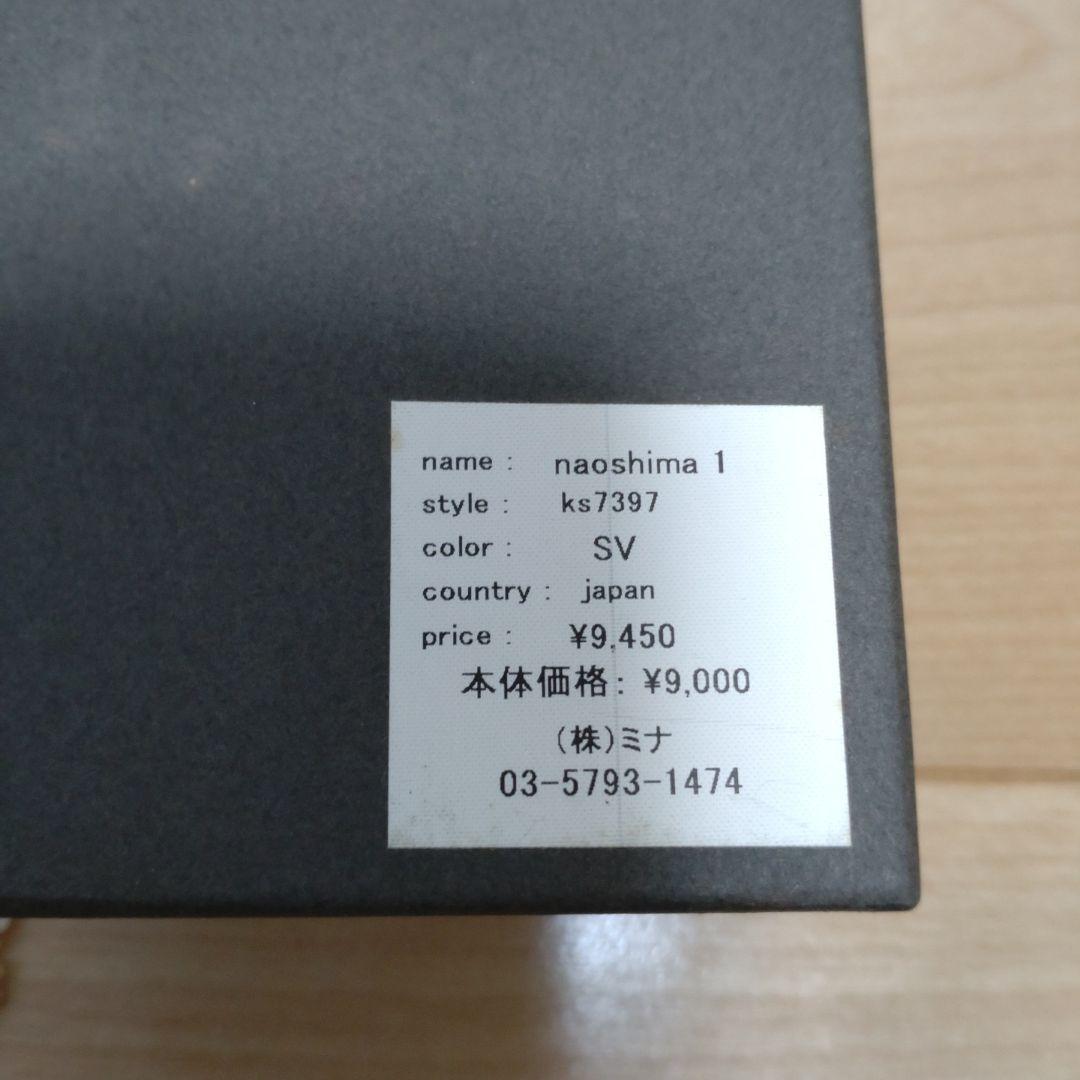 name : naoshima 1
style : ks7397
color : SV
country : japan
price : ¥9,450
本体価格: ¥9,000
(株)ミナ
03-5793-1474